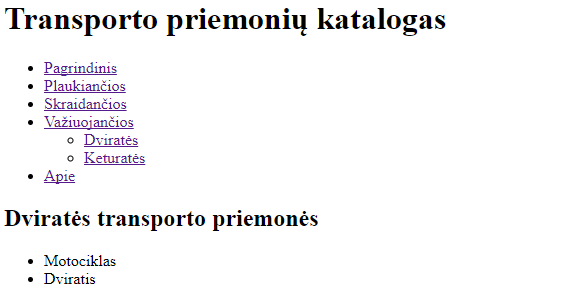 Transporto priemonių katalogas
Pagrindinis
Plaukiančios
Skraidančios
Važiuojančios
Dviratės
Keturatės
Apie
Dviratės transporto priemonės
Motociklas
Dviratis